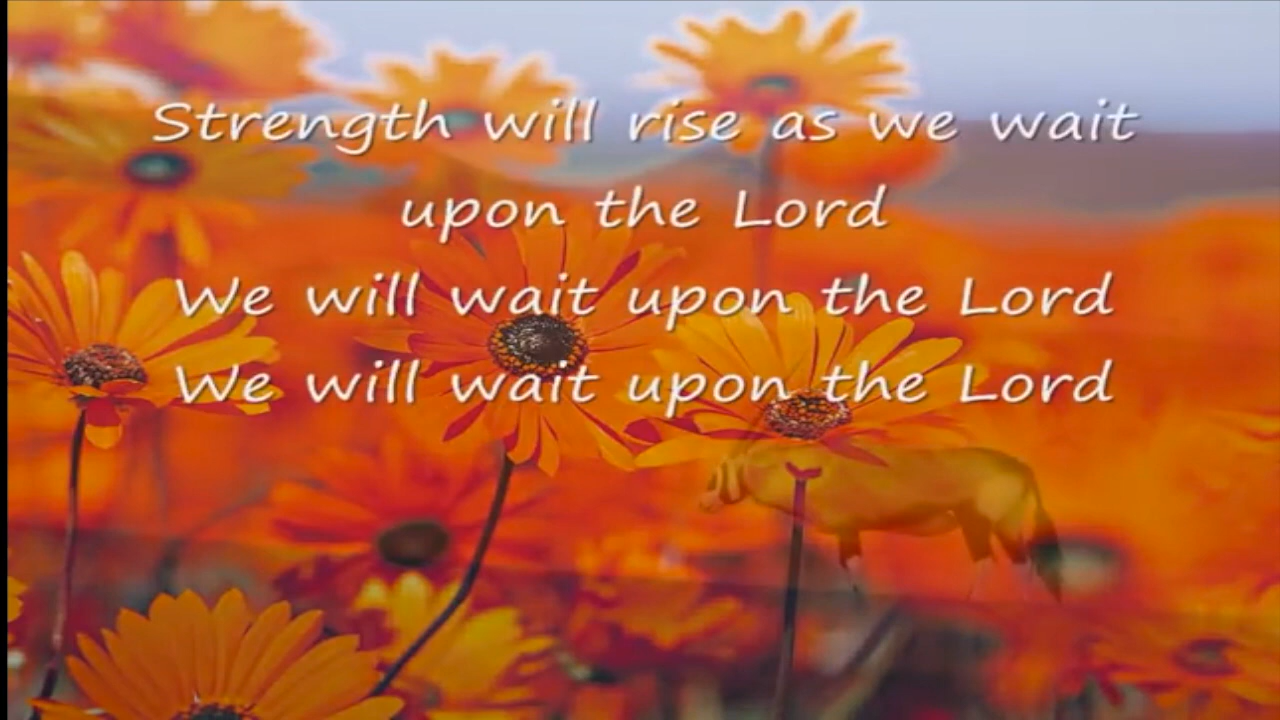 Strength will rise as we wait
upon the Lord
We will wait upon the Lord
We will wait upon the Lord